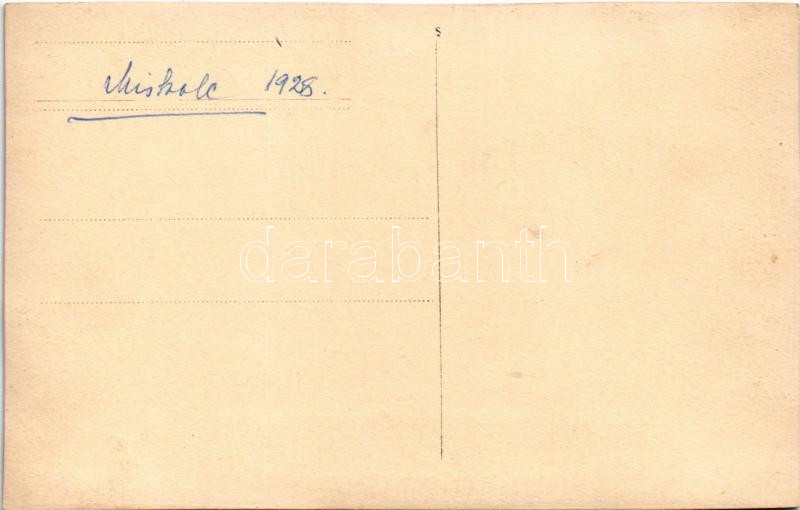 S
Miskolc 1928.
darabanth